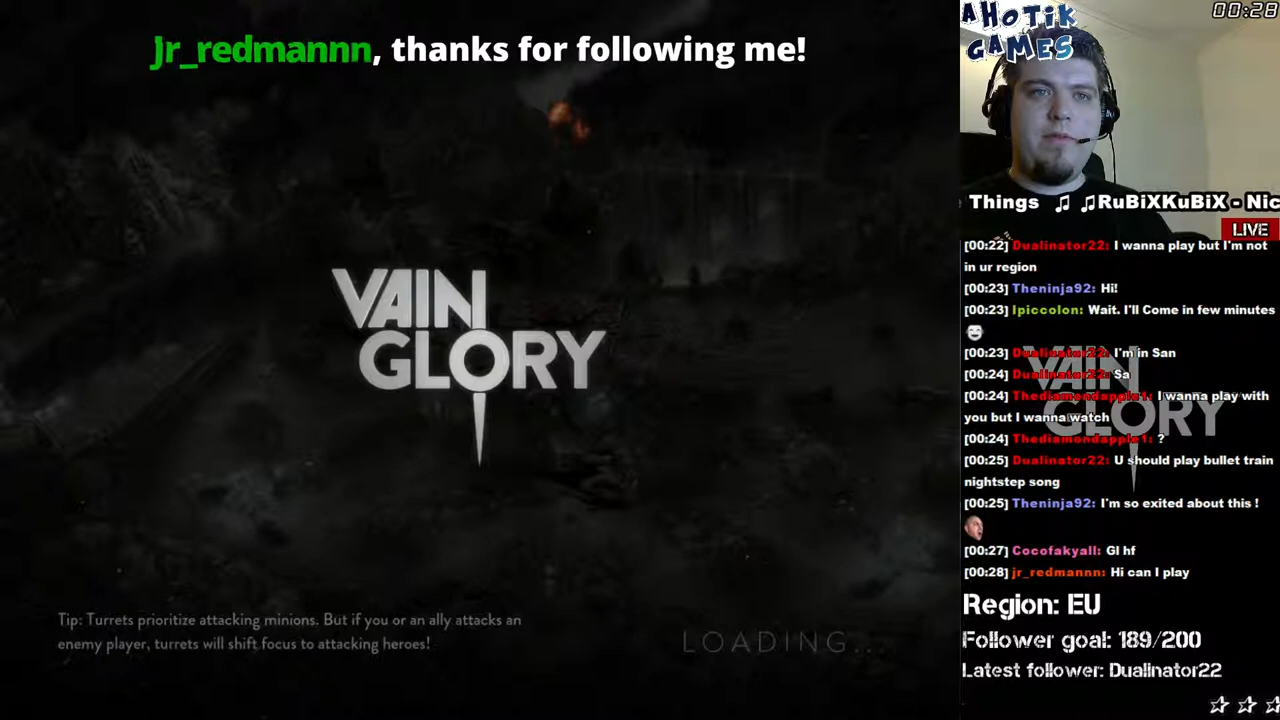 Jr_redmannn, thanks for following me!
VAIN
GLORY
Tip: Turrets prioritize attacking minions. But if you or an ally attacks an
enemy player, turrets will shift focus to attacking heroes!
LOADING...
AHOTIK
GAMES
00:28
Things ♫ ♫RuBiXKuBiX - Nic
LIVE
[00:22] Dualinator22: I wanna play but I'm not
in ur region
[00:23] Theninja92: Hi!
[00:23] Ipiccolon: Wait. I'll Come in few minutes
[00:23] Dualinator22: I'm in San
[00:24] Dualinator22: Sa
[00:24] Thediamondapple1: I wanna play with
you but I wanna watch
[00:24] Thediamondapple1: ?
[00:25] Dualinator22: U should play bullet train
nightstep song
[00:25] Theninja92: I'm so exited about this !
[00:27] Cocofakyall: Gl hf
[00:28] jr_redmannn: Hi can I play
VAIN
GLORY
Region: EU
Follower goal: 189/200
Latest follower: Dualinator22